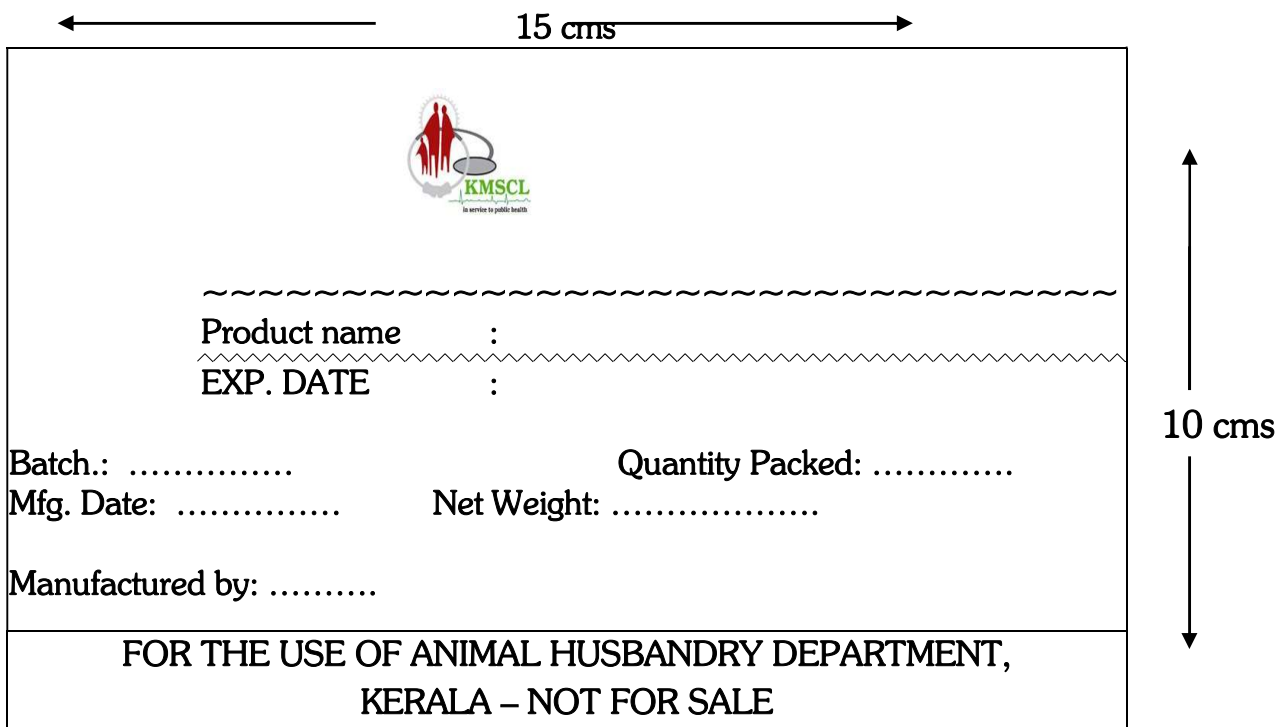 15 cms
KMSCL
in service to public health
~~~~~~~~~~~~~~~~~~~~~~~~~~~~~~~~~
Product name :
EXP. DATE :
10 cms
Batch.: …………… Quantity Packed: ………….
Mfg. Date: …………… Net Weight: ……………….
Manufactured by: ……….
FOR THE USE OF ANIMAL HUSBANDRY DEPARTMENT,
KERALA – NOT FOR SALE